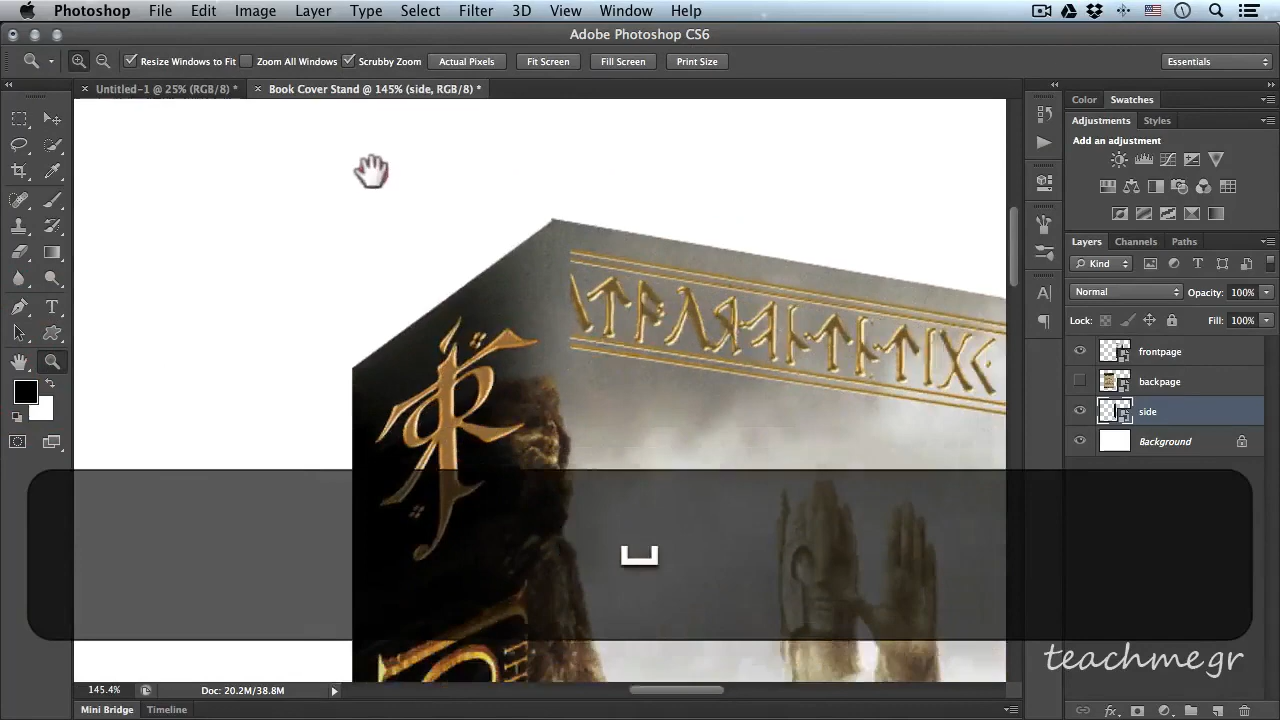 Photoshop File Edit Image Layer Type Select Filter 3D View Window Help
Adobe Photoshop CS6
Resize Windows to Fit Zoom All Windows Scrubby Zoom Actual Pixels Fit Screen Fill Screen Print Size Essentials
Untitled-1 @ 25% (RGB/8) * Book Cover Stand @ 145% (side, RGB/8) *
Color Swatches
Adjustments Styles
Add an adjustment
Layers Channels Paths
Kind
Normal Opacity: 100%
Lock: Fill: 100%
frontpage
backpage
side
Background
teachmegr
145.4% Doc: 20.2M/38.8M
Mini Bridge Timeline